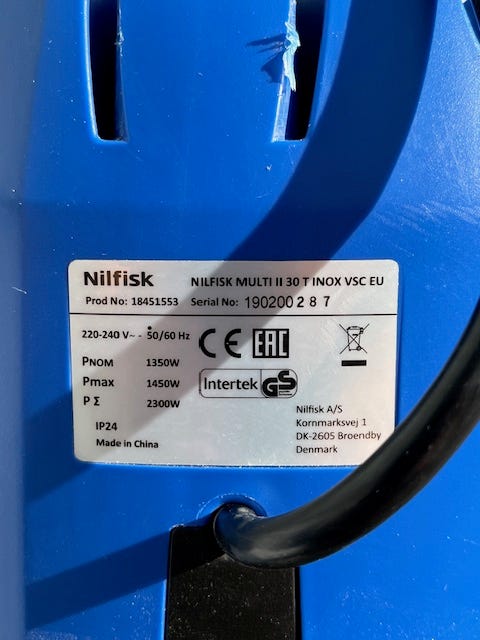 Nilfisk NILFISK MULTI II 30 T INOX VSC EU
Prod No: 18451553 Serial No: 190200287
220-240 V~ - 50/60 Hz
CE EAC
PNOM 1350W
Pmax 1450W
P Σ 2300W
Intertek GS
IP24
Made in China
Nilfisk A/S
Kornmarksvej 1
DK-2605 Broendby
Denmark